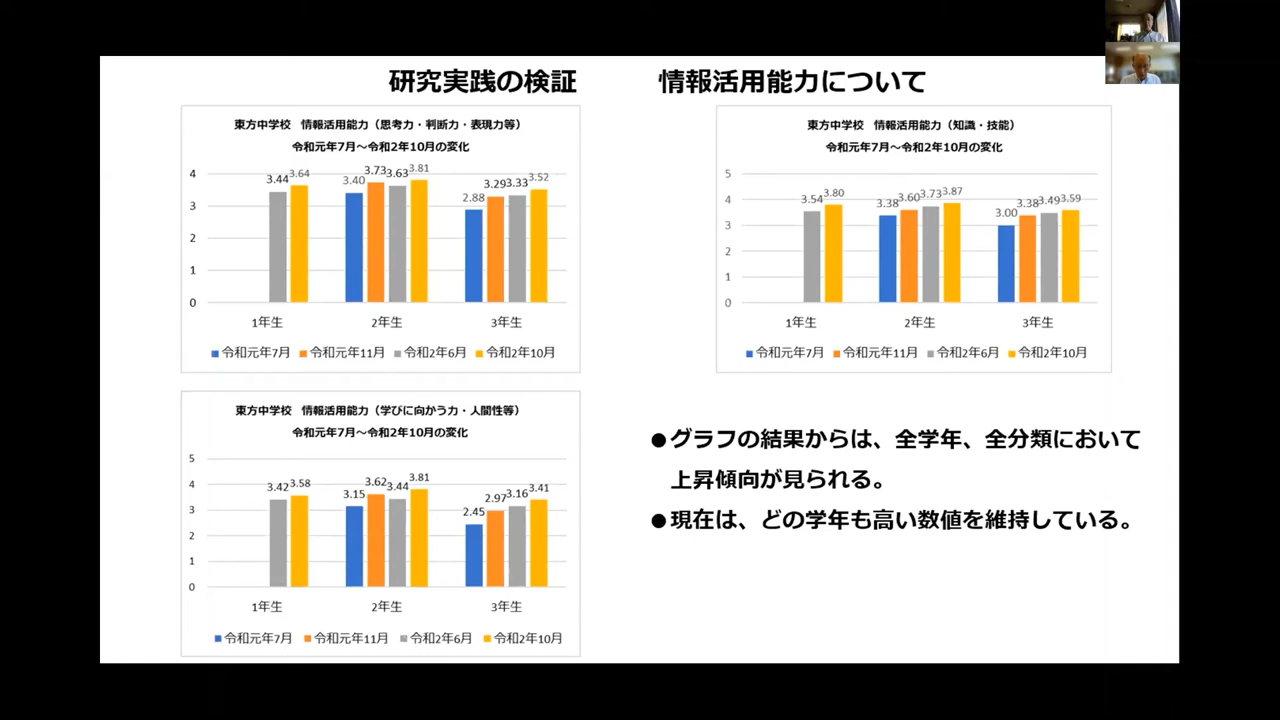 研究実践の検証 情報活用能力について
東方中学校 情報活用能力（思考力・判断力・表現力等）
令和元年7月～令和2年10月の変化
4
3
2
1
0
3.44 3.64
3.40 3.73 3.63 3.81
2.88 3.29 3.33 3.52
1年生 2年生 3年生
令和元年7月 令和元年11月 令和2年6月 令和2年10月
東方中学校 情報活用能力（知識・技能）
令和元年7月～令和2年10月の変化
5
4
3
2
1
0
3.54 3.80
3.38 3.60 3.73 3.87
3.00 3.38 3.49 3.59
1年生 2年生 3年生
令和元年7月 令和元年11月 令和2年6月 令和2年10月
東方中学校 情報活用能力（学びに向かう力・人間性等）
令和元年7月～令和2年10月の変化
5
4
3
2
1
0
3.42 3.58
3.15 3.62 3.44 3.81
2.45 2.97 3.16 3.41
1年生 2年生 3年生
令和元年7月 令和元年11月 令和2年6月 令和2年10月
●グラフの結果からは、全学年、全分類において
上昇傾向が見られる。
●現在は、どの学年も高い数値を維持している。